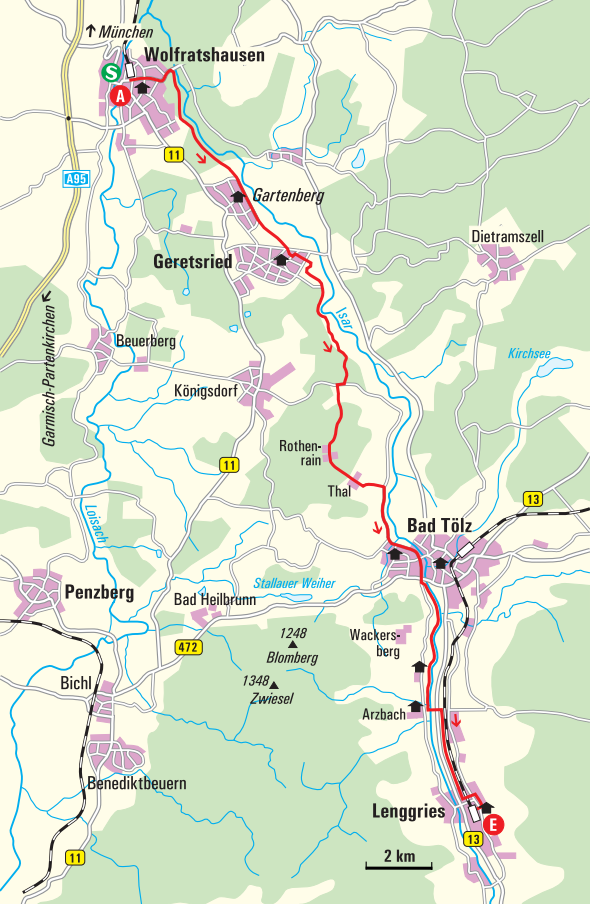 München
Wolfratshausen
S
A
11
A95
Gartenberg
Dietramszell
Geretsried
Isar
Garmisch-Partenkirchen
Beuerberg
Kirchsee
Königsdorf
Rothen-
rain
11
Thal
13
Loisach
Bad Tölz
Stallauer Weiher
Penzberg
Bad Heilbrunn
1248
Blomberg
Wackers-
berg
472
1348
Zwiesel
Bichl
Arzbach
Benediktbeuern
Lenggries
E
13
11
2 km